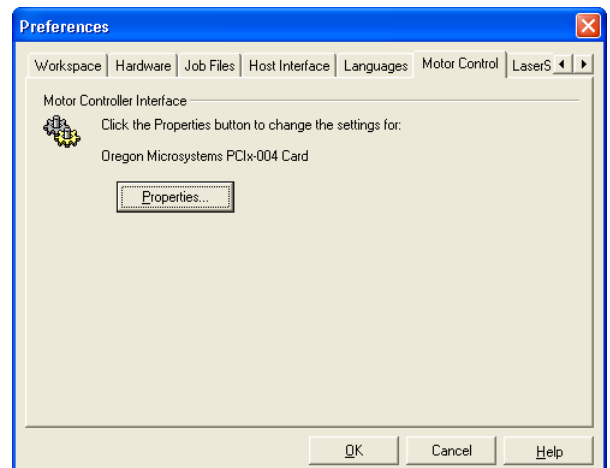 Preferences
Workspace Hardware Job Files Host Interface Languages Motor Control LaserS
Motor Controller Interface
Click the Properties button to change the settings for:
Oregon Microsystems PCIx-004 Card
Properties...
OK Cancel Help